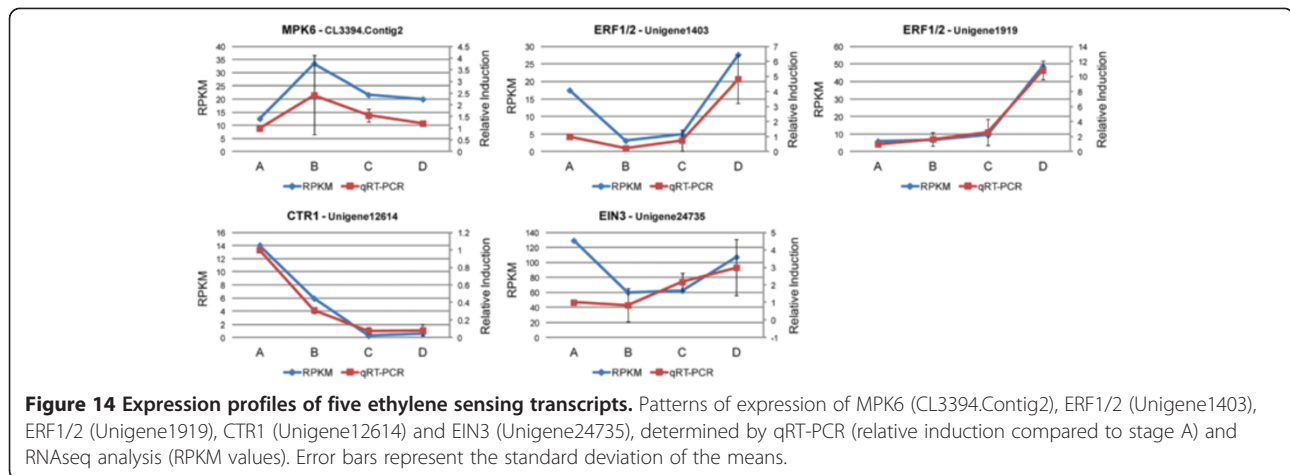 MPK6 - CL3394.Contig2
40
35
30
25
20
15
10
5
0
RPKM
4.5
4
3.5
3
2.5
2
1.5
1
0.5
0
Relative Induction
A B C D
RPKM qRT-PCR
ERF1/2 - Unigene1403
30
25
20
15
10
5
0
RPKM
7
6
5
4
3
2
1
0
Relative Induction
A B C D
RPKM qRT-PCR
ERF1/2 - Unigene1919
60
50
40
30
20
10
0
RPKM
14
12
10
8
6
4
2
0
Relative Induction
A B C D
RPKM qRT-PCR
CTR1 - Unigene12614
16
14
12
10
8
6
4
2
0
RPKM
1.2
1
0.8
0.6
0.4
0.2
0
Relative Induction
A B C D
RPKM qRT-PCR
EIN3 - Unigene24735
140
120
100
80
60
40
20
0
RPKM
5
4
3
2
1
0
-1
Relative Induction
A B C D
RPKM qRT-PCR
Figure 14 Expression profiles of five ethylene sensing transcripts. Patterns of expression of MPK6 (CL3394.Contig2), ERF1/2 (Unigene1403),
ERF1/2 (Unigene1919), CTR1 (Unigene12614) and EIN3 (Unigene24735), determined by qRT-PCR (relative induction compared to stage A) and
RNAseq analysis (RPKM values). Error bars represent the standard deviation of the means.